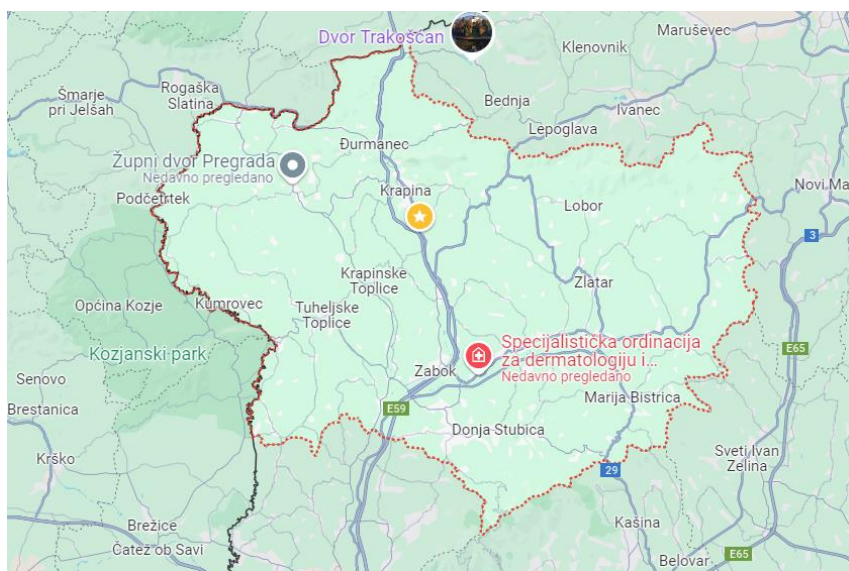 Dvor Trakošćan
Maruševec
Klenovnik
Rogaška
Slatina
Šmarje
pri Jelšah
Bednja
Ivanec
Lepoglava
Đurmanec
Župni dvor Pregrada
Nedavno pregledano
Podčetrtek
Krapina
Lobor
Novi Ma
3
Krapinske
Toplice
Zlatar
Općina Kozje
Kumrovec
Tuheljske
Toplice
Kozjanski park
Specijalistička ordinacija
za dermatologiju i...
Nedavno pregledano
E65
Senovo
Zabok
Brestanica
E59
Marija Bistrica
Donja Stubica
Krško
29
Sveti Ivan
Zelina
Brežice
Kašina
Čatež ob Savi
E65
Belovar